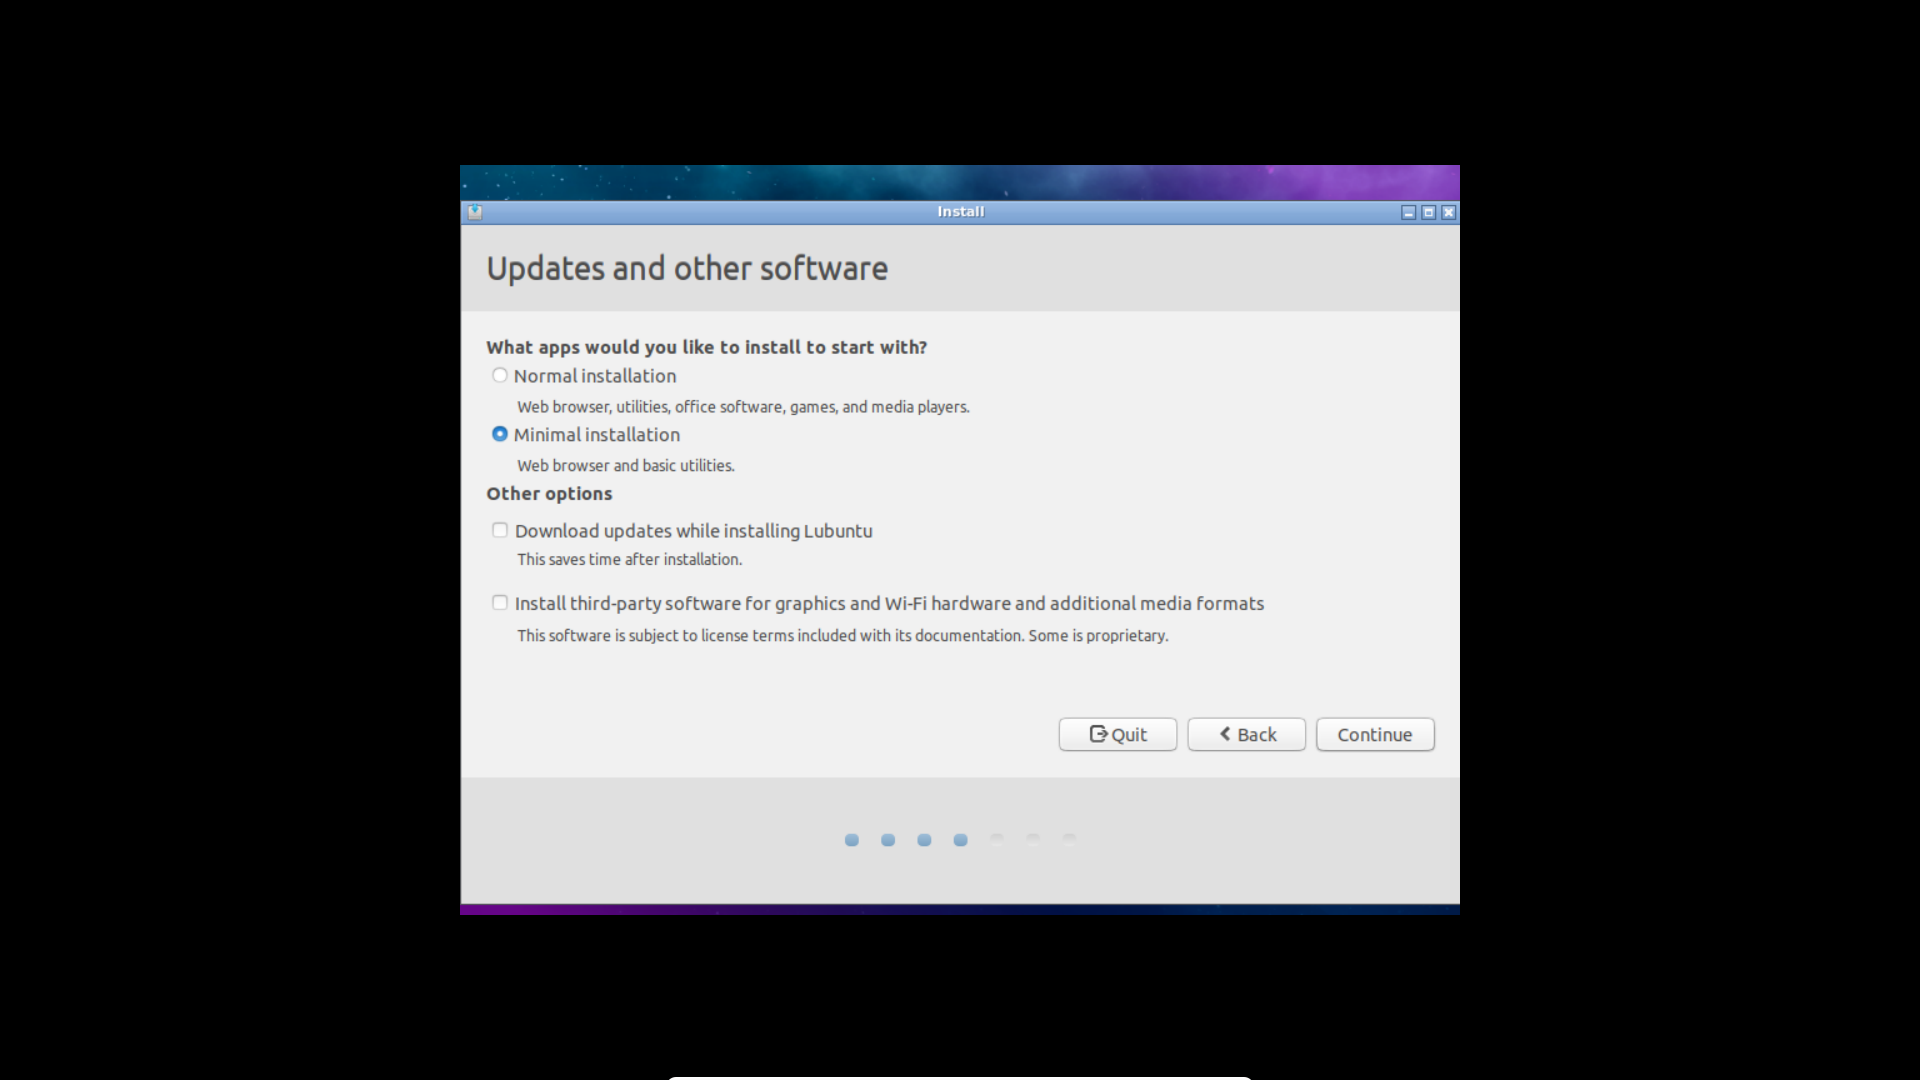 Install
Updates and other software
What apps would you like to install to start with?
Normal installation
Web browser, utilities, office software, games, and media players.
Minimal installation
Web browser and basic utilities.
Other options
Download updates while installing Lubuntu
This saves time after installation.
Install third-party software for graphics and Wi-Fi hardware and additional media formats
This software is subject to license terms included with its documentation. Some is proprietary.
Quit Back Continue